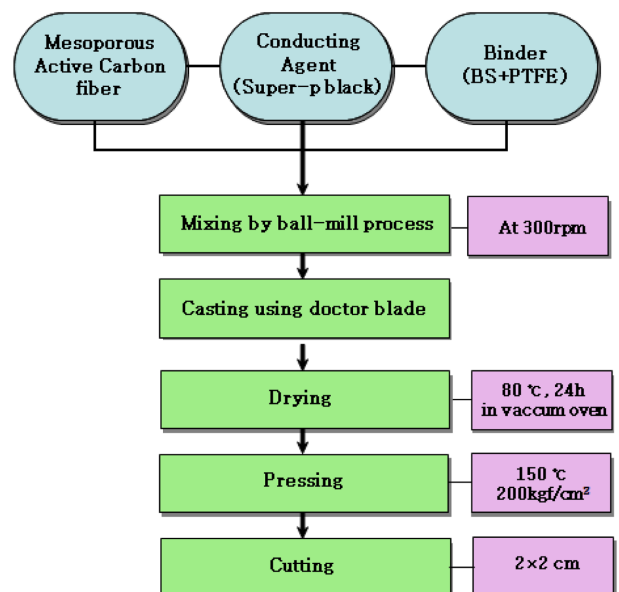 Mesoporous
Active Carbon
fiber
Conducting
Agent
(Super-p black)
Binder
(BS+PTFE)
Mixing by ball-mill process
At 300rpm
Casting using doctor blade
Drying
80 ℃, 24h
in vaccum oven
Pressing
150 ℃
200kgf/cm²
Cutting
2×2 cm